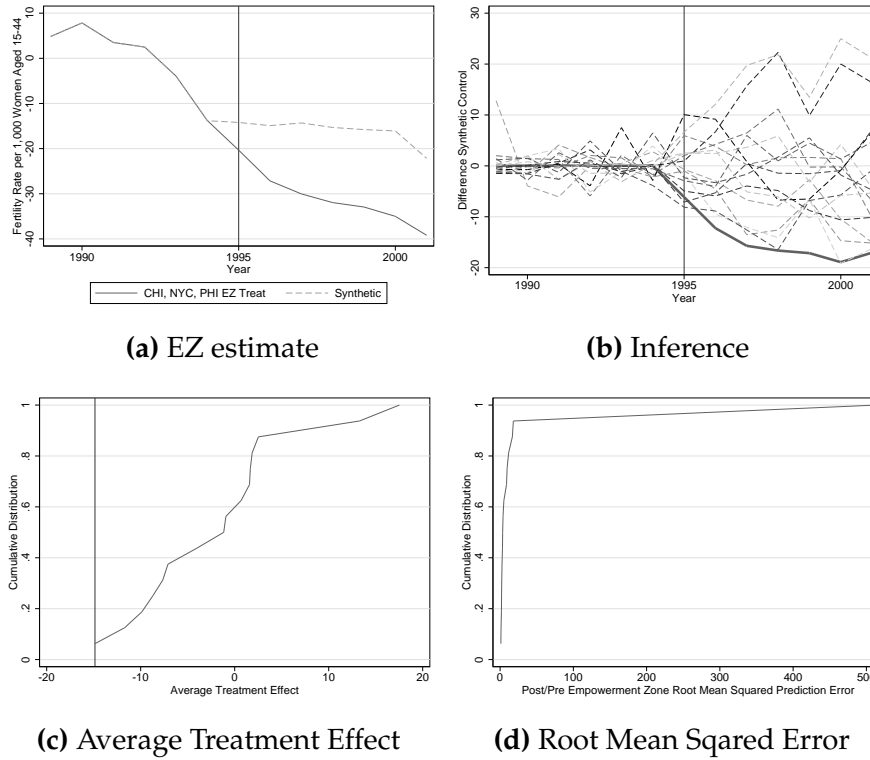 Fertility Rate per 1,000 Women Aged 15-44
10
0
-10
-20
-30
-40
1990
1995
2000
Year
CHI, NYC, PHI EZ Treat
Synthetic
(a) EZ estimate
Difference Synthetic Control
30
20
10
0
-10
-20
1990
1995
2000
Year
(b) Inference
Cumulative Distribution
1
.8
.6
.4
.2
0
-20
-10
0
10
20
Average Treatment Effect
(c) Average Treatment Effect
Cumulative Distribution
1
.8
.6
.4
.2
0
0
100
200
300
400
Post/Pre Empowerment Zone Root Mean Squared Prediction Error
(d) Root Mean Sqared Error